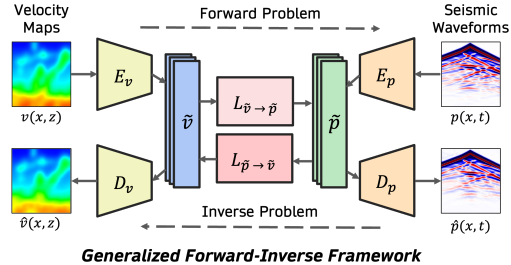 Velocity
Maps
Forward Problem
Seismic
Waveforms
E_v
E_p
v(x, z)
ṽ
L_{ṽ → p̃}
p̃
p(x, t)
L_{p̃ → ṽ}
D_v
D_p
v̂(x, z)
Inverse Problem
p̂(x, t)
Generalized Forward-Inverse Framework